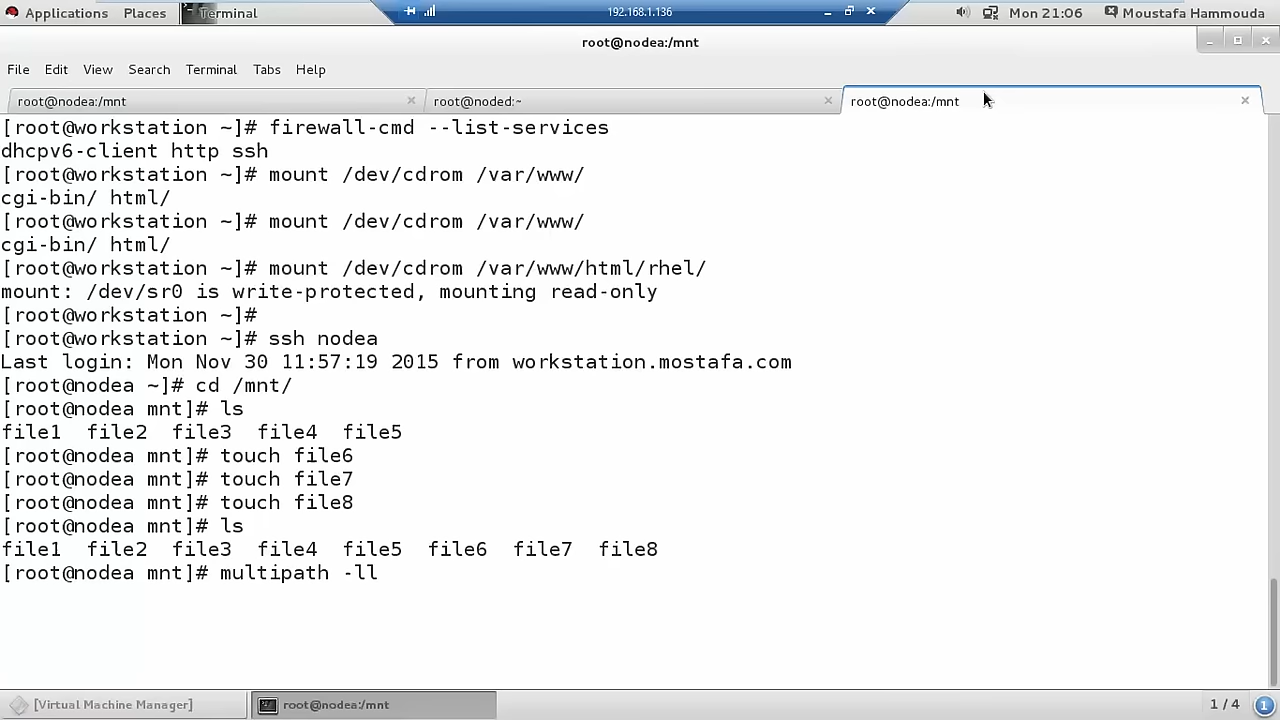 Applications Places Terminal 192.168.1.136 Mon 21:06 Moustafa Hammouda
root@nodea:/mnt
File Edit View Search Terminal Tabs Help
root@nodea:/mnt root@noded:~ root@nodea:/mnt
[root@workstation ~]# firewall-cmd --list-services
dhcpv6-client http ssh
[root@workstation ~]# mount /dev/cdrom /var/www/
cgi-bin/ html/
[root@workstation ~]# mount /dev/cdrom /var/www/
cgi-bin/ html/
[root@workstation ~]# mount /dev/cdrom /var/www/html/rhel/
mount: /dev/sr0 is write-protected, mounting read-only
[root@workstation ~]#
[root@workstation ~]# ssh nodea
Last login: Mon Nov 30 11:57:19 2015 from workstation.mostafa.com
[root@nodea ~]# cd /mnt/
[root@nodea mnt]# ls
file1 file2 file3 file4 file5
[root@nodea mnt]# touch file6
[root@nodea mnt]# touch file7
[root@nodea mnt]# touch file8
[root@nodea mnt]# ls
file1 file2 file3 file4 file5 file6 file7 file8
[root@nodea mnt]# multipath -ll
[Virtual Machine Manager] root@nodea:/mnt 1 / 4 1